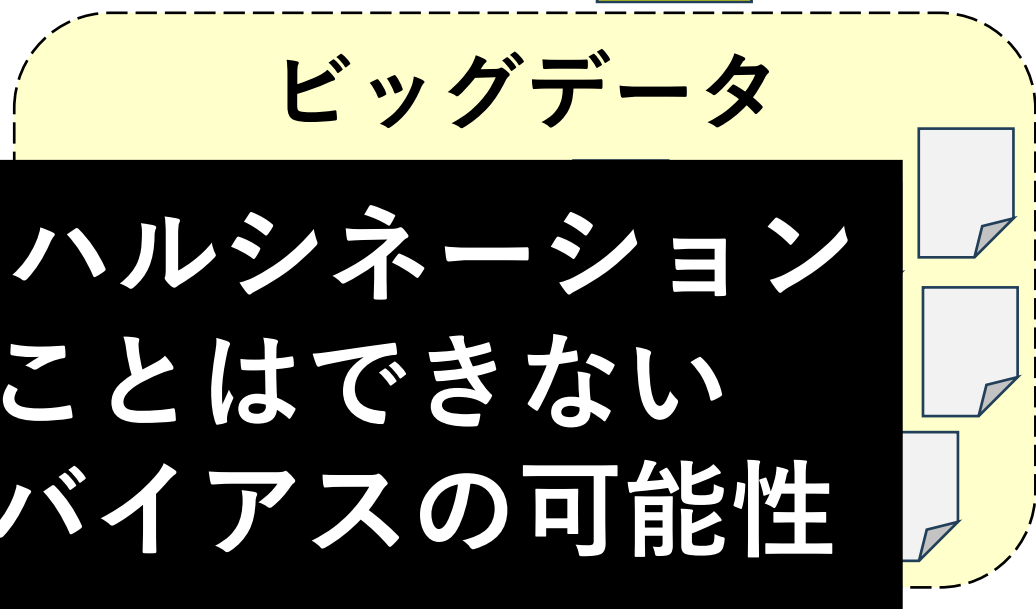 ビッグデータ
ハルシネーション
ことはできない
バイアスの可能性